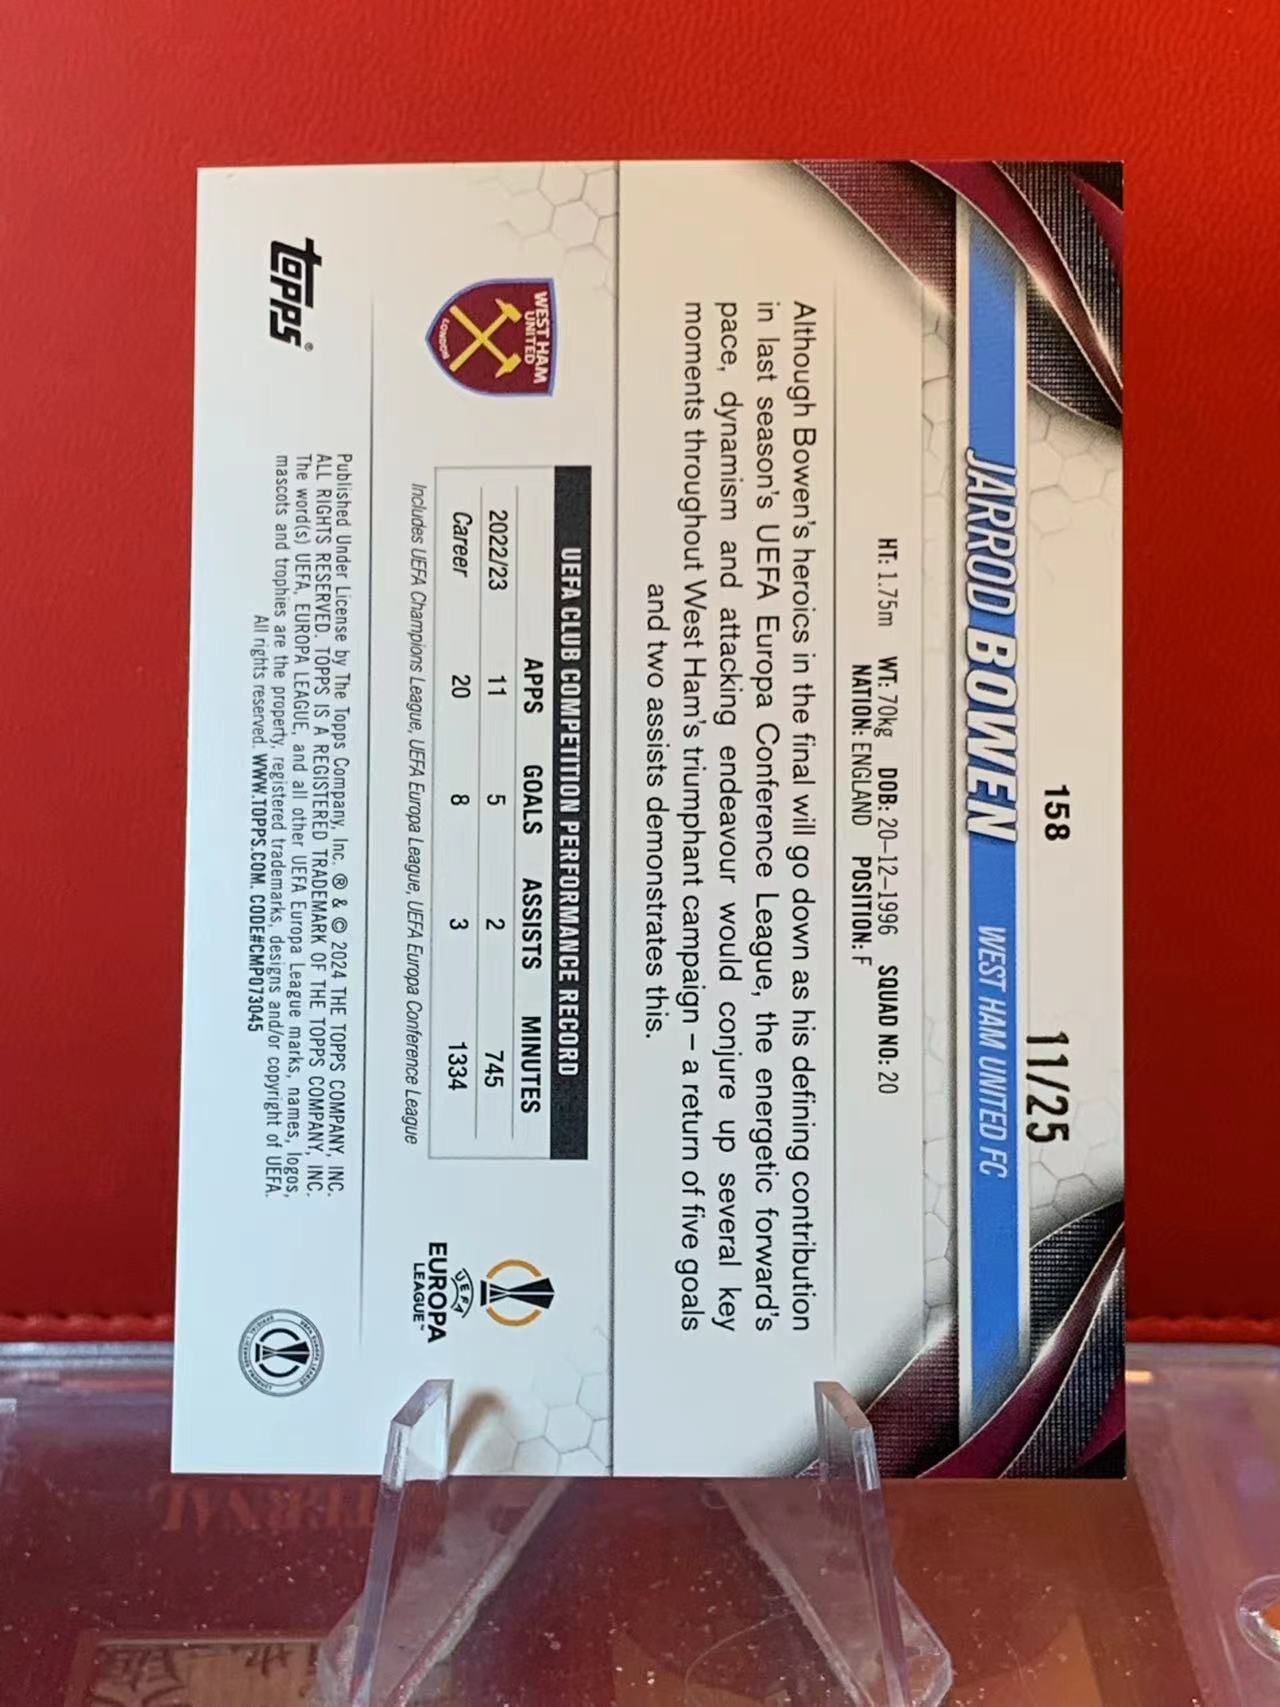 158
11/25
JARROD BOWEN WEST HAM UNITED FC
HT: 1.75m WT: 70kg DOB: 20–12–1996 SQUAD NO: 20
NATION: ENGLAND POSITION: F
Although Bowen's heroics in the final will go down as his defining contribution
in last season's UEFA Europa Conference League, the energetic forward's
pace, dynamism and attacking endeavour would conjure up several key
moments throughout West Ham's triumphant campaign – a return of five goals
and two assists demonstrates this.
WEST HAM
UNITED
LONDON
UEFA CLUB COMPETITION PERFORMANCE RECORD
APPS GOALS ASSISTS MINUTES
2022/23 11 5 2 745
Career 20 8 3 1334
Includes UEFA Champions League, UEFA Europa League, UEFA Europa Conference League
UEFA
EUROPA
LEAGUE™
topps®
Published Under License by The Topps Company, Inc. ® & © 2024 THE TOPPS COMPANY, INC.
ALL RIGHTS RESERVED. TOPPS IS A REGISTERED TRADEMARK OF THE TOPPS COMPANY, INC.
The word(s) UEFA, EUROPA LEAGUE, and all other UEFA Europa League marks, names, logos,
mascots and trophies are the property, registered trademarks, designs and/or copyright of UEFA.
All rights reserved. WWW.TOPPS.COM. CODE#CMP073045